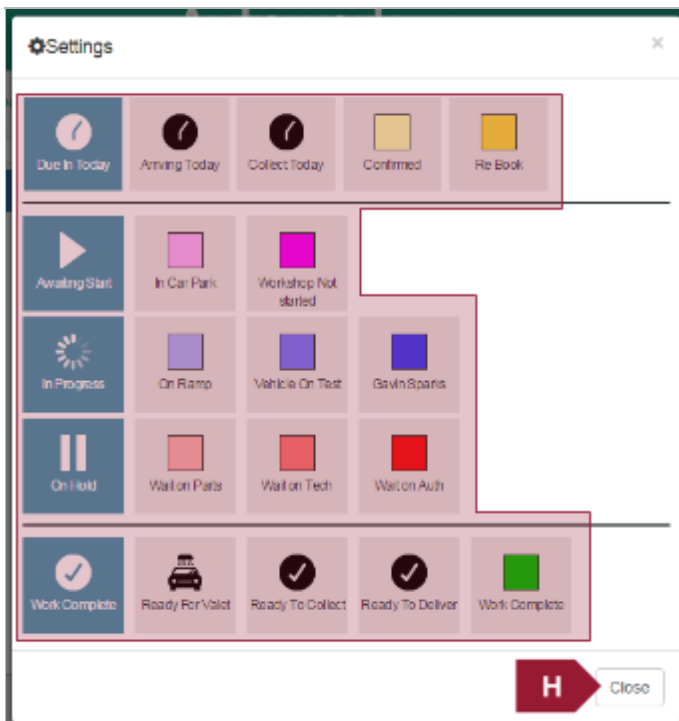 Settings
×
Due In Today
Arriving Today
Collect Today
Confirmed
Re Book
Awaiting Start
In Car Park
Workshop Not
started
In Progress
On Ramp
Vehicle On Test
Gavin Sparks
On Hold
Wait on Parts
Wait on Tech
Wait on Auth
Work Complete
Ready For Valet
Ready To Collect
Ready To Deliver
Work Complete
H
Close